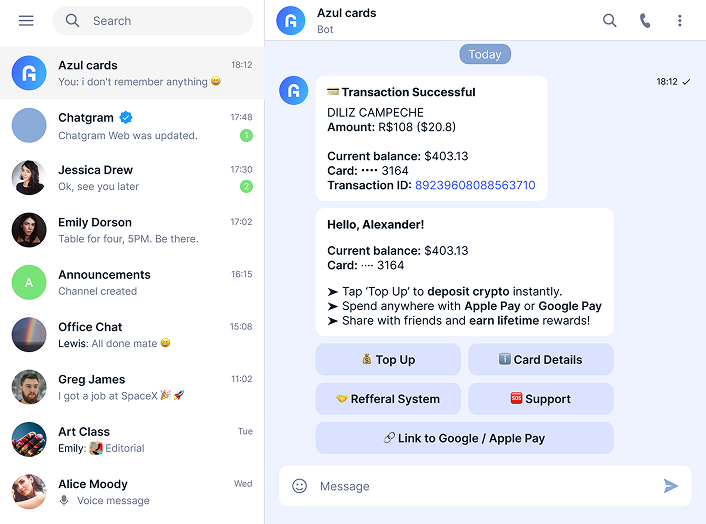 Search
Azul cards
18:12
You: i don't remember anything 😄
Chatgram
17:48
Chatgram Web was updated.
1
Jessica Drew
17:30
Ok, see you later
2
Emily Dorson
17:02
Table for four, 5PM. Be there.
A
Announcements
16:15
Channel created
Office Chat
15:08
Lewis: All done mate 😄
Greg James
11:02
I got a job at SpaceX 🎉 🚀
Art Class
Tue
Emily: Editorial
Alice Moody
Wed
Voice message
Azul cards
Bot
Today
18:12
💳 Transaction Successful
DILIZ CAMPECHE
Amount: R$108 ($20.8)
Current balance: $403.13
Card: •••• 3164
Transaction ID: 89239608088563710
Hello, Alexander!
Current balance: $403.13
Card: ···· 3164
➤ Tap ‘Top Up’ to deposit crypto instantly.
➤ Spend anywhere with Apple Pay or Google Pay
➤ Share with friends and earn lifetime rewards!
💰 Top Up
ℹ️ Card Details
🤝 Refferal System
🆘 Support
🔗 Link to Google / Apple Pay
Message